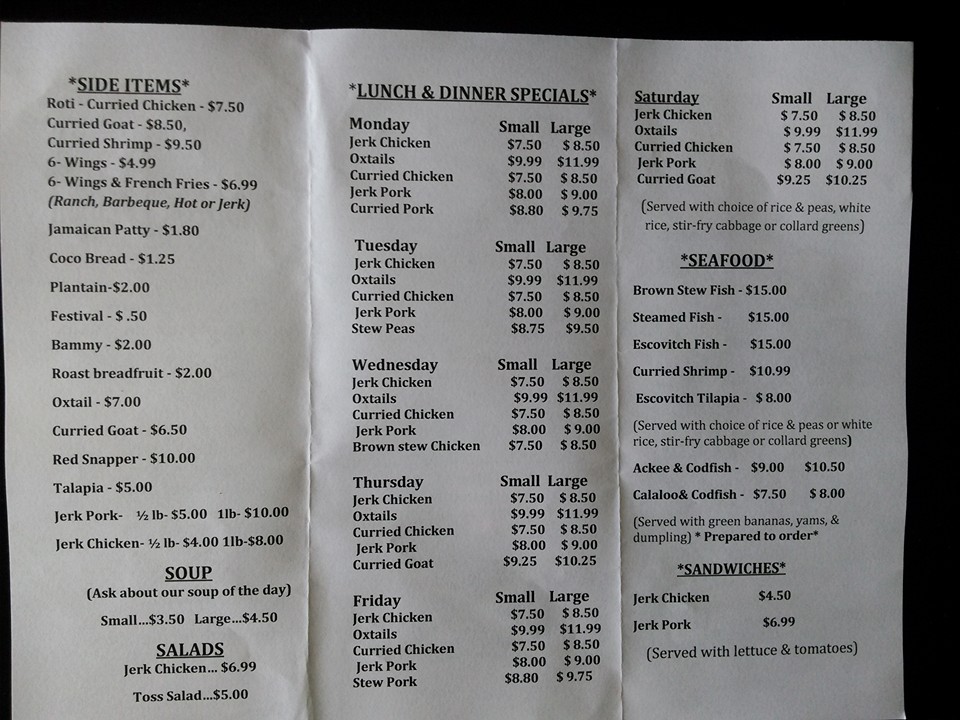 *SIDE ITEMS*
Roti - Curried Chicken - $7.50
Curried Goat - $8.50,
Curried Shrimp - $9.50
6- Wings - $4.99
6- Wings & French Fries - $6.99
(Ranch, Barbeque, Hot or Jerk)
Jamaican Patty - $1.80
Coco Bread - $1.25
Plantain-$2.00
Festival - $ .50
Bammy - $2.00
Roast breadfruit - $2.00
Oxtail - $7.00
Curried Goat - $6.50
Red Snapper - $10.00
Talapia - $5.00
Jerk Pork- ½ lb- $5.00 1lb- $10.00
Jerk Chicken- ½ lb- $4.00 1lb-$8.00
SOUP
(Ask about our soup of the day)
Small...$3.50 Large...$4.50
SALADS
Jerk Chicken... $6.99
Toss Salad...$5.00
*LUNCH & DINNER SPECIALS*
Monday Small Large
Jerk Chicken $7.50 $ 8.50
Oxtails $9.99 $11.99
Curried Chicken $7.50 $ 8.50
Jerk Pork $8.00 $ 9.00
Curried Pork $8.80 $ 9.75
Tuesday Small Large
Jerk Chicken $7.50 $ 8.50
Oxtails $9.99 $11.99
Curried Chicken $7.50 $ 8.50
Jerk Pork $8.00 $ 9.00
Stew Peas $8.75 $9.50
Wednesday Small Large
Jerk Chicken $7.50 $ 8.50
Oxtails $9.99 $11.99
Curried Chicken $7.50 $ 8.50
Jerk Pork $8.00 $ 9.00
Brown stew Chicken $7.50 $ 8.50
Thursday Small Large
Jerk Chicken $7.50 $ 8.50
Oxtails $9.99 $11.99
Curried Chicken $7.50 $ 8.50
Jerk Pork $8.00 $ 9.00
Curried Goat $9.25 $10.25
Friday Small Large
Jerk Chicken $7.50 $ 8.50
Oxtails $9.99 $11.99
Curried Chicken $7.50 $ 8.50
Jerk Pork $8.00 $ 9.00
Stew Pork $8.80 $ 9.75
Saturday Small Large
Jerk Chicken $ 7.50 $ 8.50
Oxtails $ 9.99 $11.99
Curried Chicken $ 7.50 $ 8.50
Jerk Pork $ 8.00 $ 9.00
Curried Goat $9.25 $10.25
(Served with choice of rice & peas, white
rice, stir-fry cabbage or collard greens)
*SEAFOOD*
Brown Stew Fish - $15.00
Steamed Fish - $15.00
Escovitch Fish - $15.00
Curried Shrimp - $10.99
Escovitch Tilapia - $ 8.00
(Served with choice of rice & peas or white
rice, stir-fry cabbage or collard greens)
Ackee & Codfish - $9.00 $10.50
Calaloo& Codfish - $7.50 $ 8.00
(Served with green bananas, yams, &
dumpling) * Prepared to order*
*SANDWICHES*
Jerk Chicken $4.50
Jerk Pork $6.99
(Served with lettuce & tomatoes)